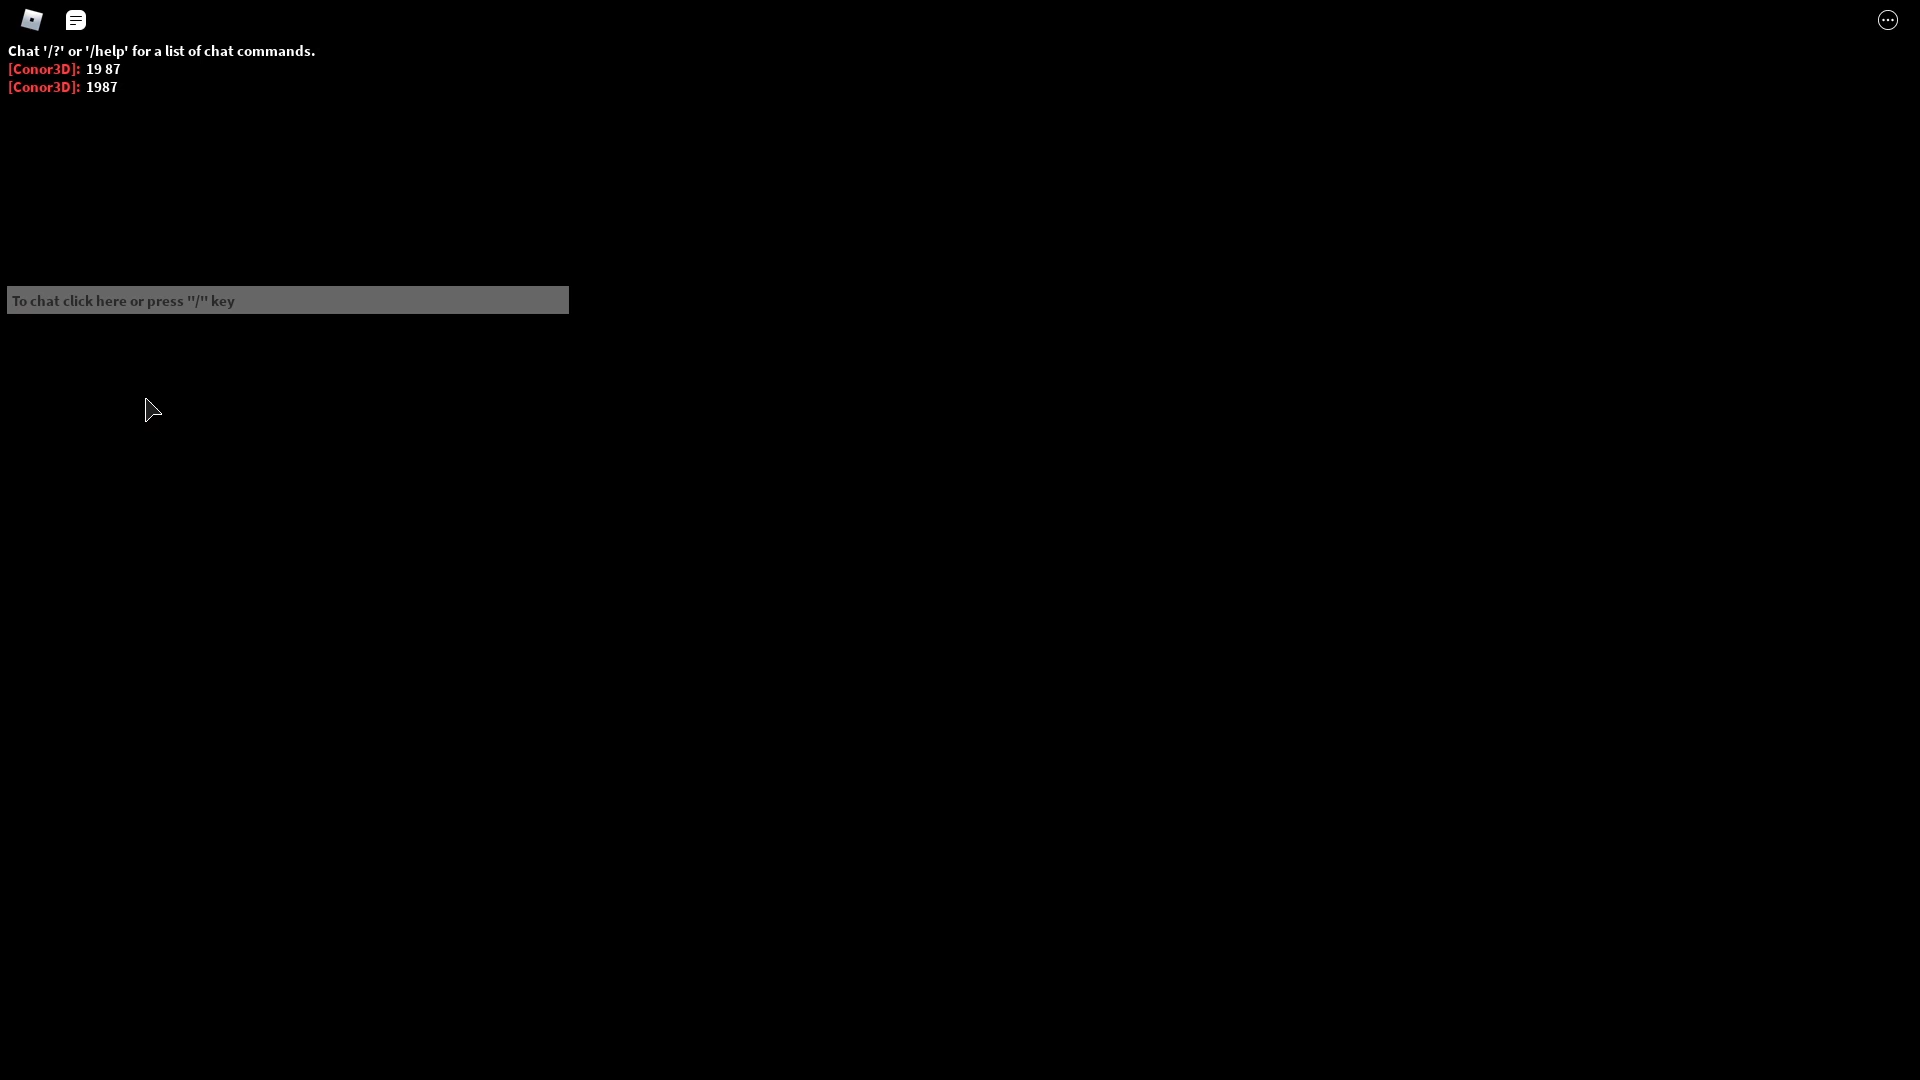 Chat '/?' or '/help' for a list of chat commands.
[Conor3D]: 19 87
[Conor3D]: 1987
To chat click here or press "/" key